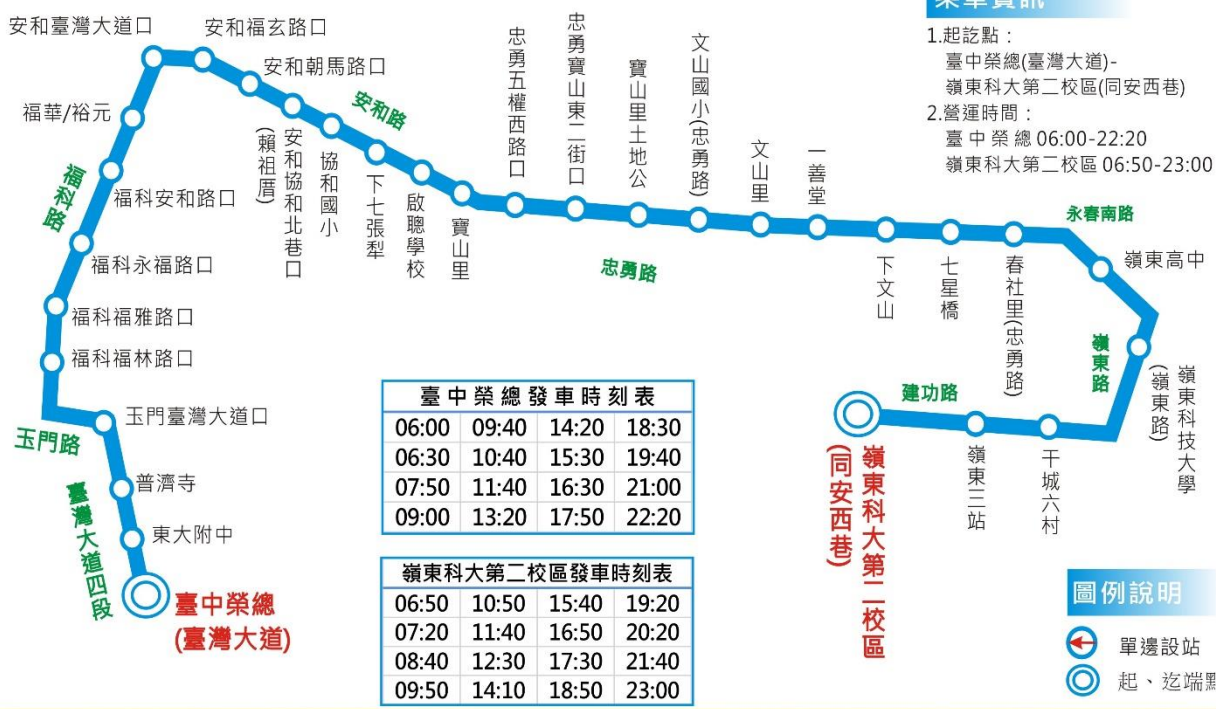 乘車資訊
1.起訖點：
臺中榮總(臺灣大道)-
嶺東科大第二校區(同安西巷)
2.營運時間：
臺中榮總 06:00-22:20
嶺東科大第二校區 06:50-23:00
安和臺灣大道口
安和福玄路口
安和朝馬路口
安和路
安和協和北巷口
(賴祖厝)
協和國小
下七張犁
啟聰學校
寶山里
忠勇五權西路口
忠勇寶山東二街口
寶山里土地公
文山國小(忠勇路)
文山里
一善堂
忠勇路
下文山
七星橋
春社里(忠勇路)
永春南路
嶺東高中
嶺東路
嶺東科技大學
(嶺東路)
干城六村
嶺東三站
建功路
嶺東科大第二校區
(同安西巷)
福華/裕元
福科路
福科安和路口
福科永福路口
福科福雅路口
福科福林路口
玉門臺灣大道口
玉門路
普濟寺
臺灣大道四段
東大附中
臺中榮總
(臺灣大道)
臺中榮總發車時刻表
06:00 09:40 14:20 18:30
06:30 10:40 15:30 19:40
07:50 11:40 16:30 21:00
09:00 13:20 17:50 22:20
嶺東科大第二校區發車時刻表
06:50 10:50 15:40 19:20
07:20 11:40 16:50 20:20
08:40 12:30 17:30 21:40
09:50 14:10 18:50 23:00
圖例說明
單邊設站
起、迄端點